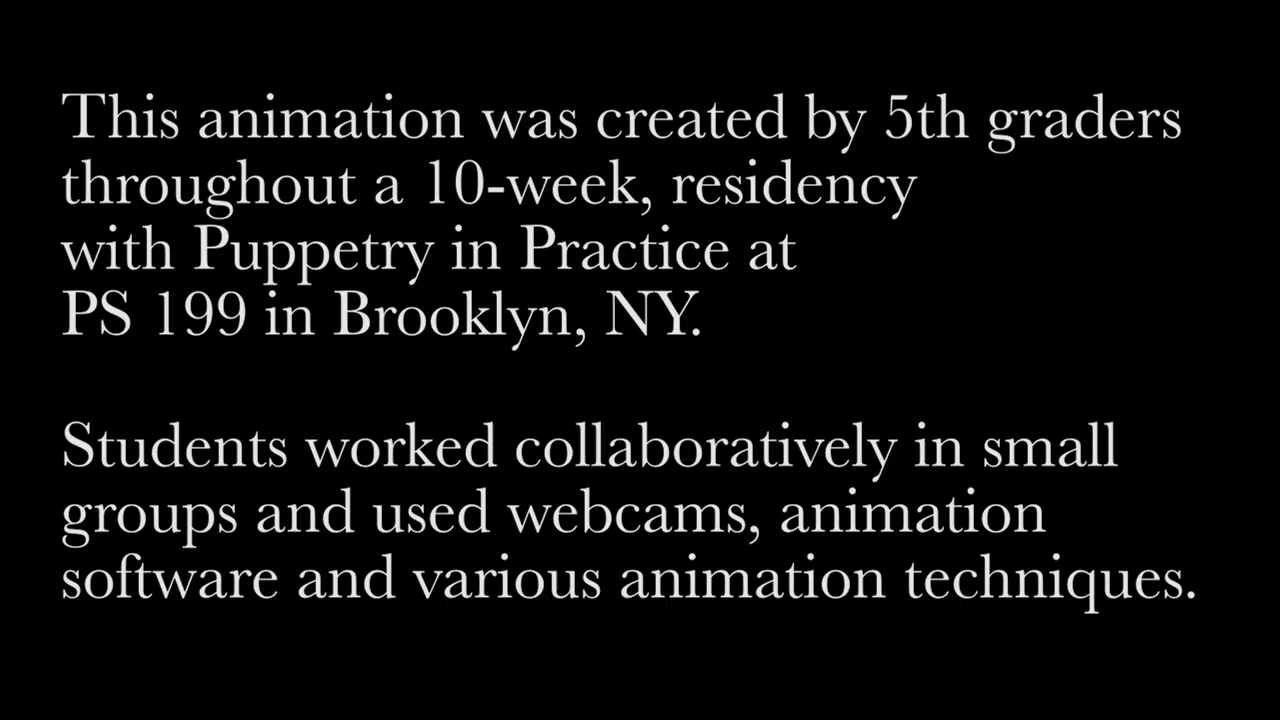 This animation was created by 5th graders
throughout a 10-week, residency
with Puppetry in Practice at
PS 199 in Brooklyn, NY.
Students worked collaboratively in small
groups and used webcams, animation
software and various animation techniques.